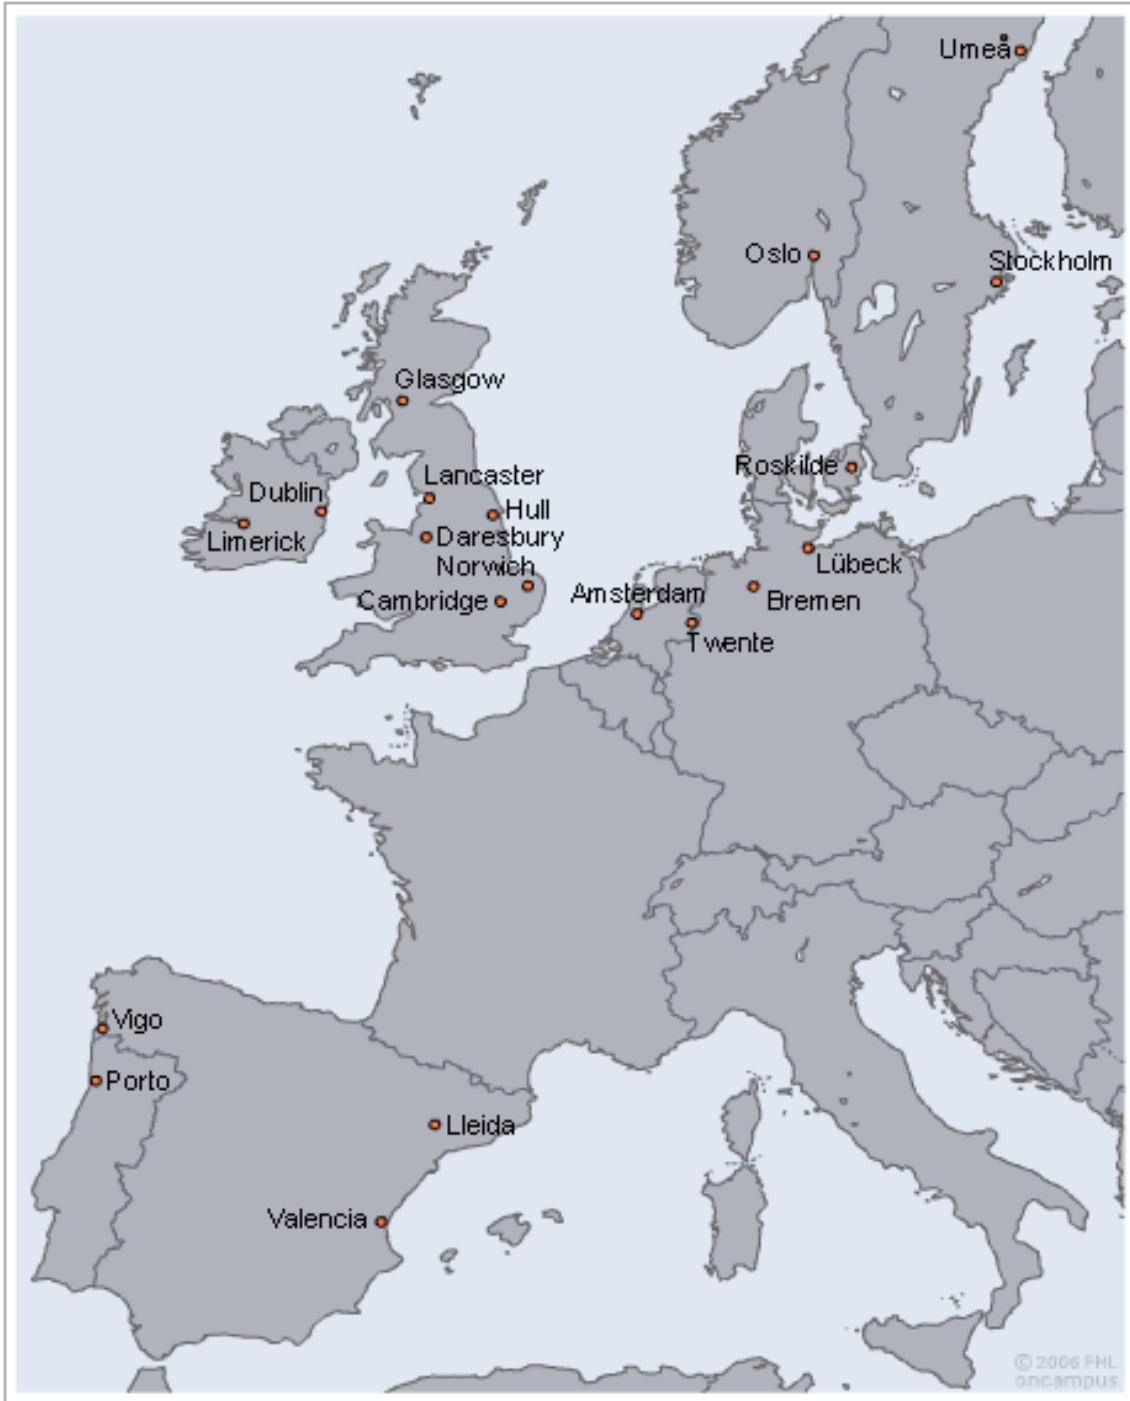 Umeå
Oslo
Stockholm
Glasgow
Roskilde
Lancaster
Dublin
Hull
Limerick
Daresbury
Lübeck
Norwich
Amsterdam
Cambridge
Bremen
Twente
Vigo
Porto
Lleida
Valencia
© 2006 FHL
oncampus